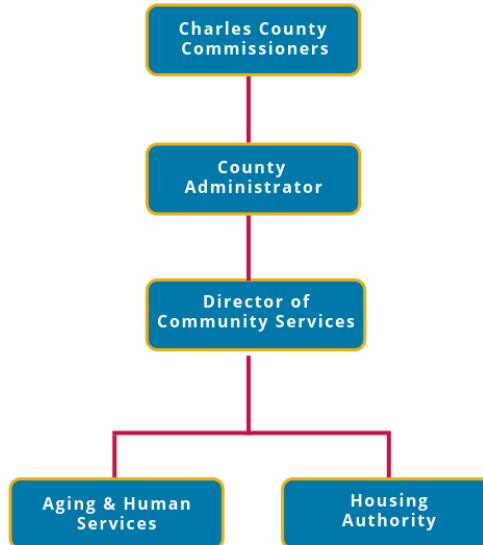 Charles County
Commissioners
County
Administrator
Director of
Community Services
Aging & Human
Services
Housing
Authority